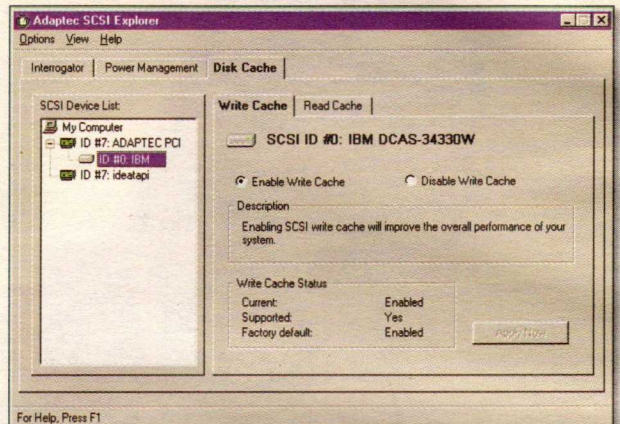 Adaptec SCSI Explorer
Options View Help
Interrogator Power Management Disk Cache
SCSI Device List:
My Computer
ID #7: ADAPTEC PCI
ID #0: IBM
ID #7: ideatapi
Write Cache Read Cache
SCSI ID #0: IBM DCAS-34330W
Enable Write Cache Disable Write Cache
Description
Enabling SCSI write cache will improve the overall performance of your
system.
Write Cache Status
Current: Enabled
Supported: Yes
Factory default: Enabled
Apply Now
For Help, Press F1